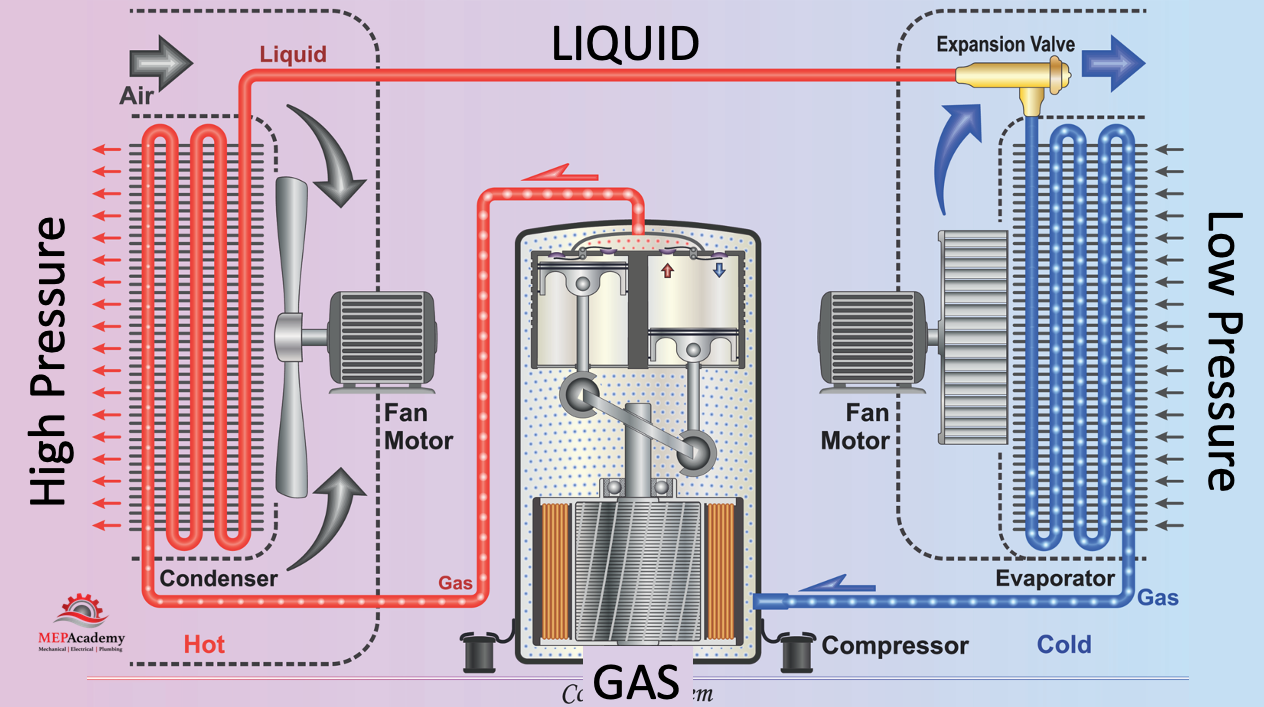 LIQUID
Liquid
Expansion Valve
Air
High Pressure
Low Pressure
Fan
Motor
Fan
Motor
Condenser
Gas
Evaporator
Gas
MEPAcademy
Mechanical | Electrical | Plumbing
Hot
Compressor
Cold
GAS